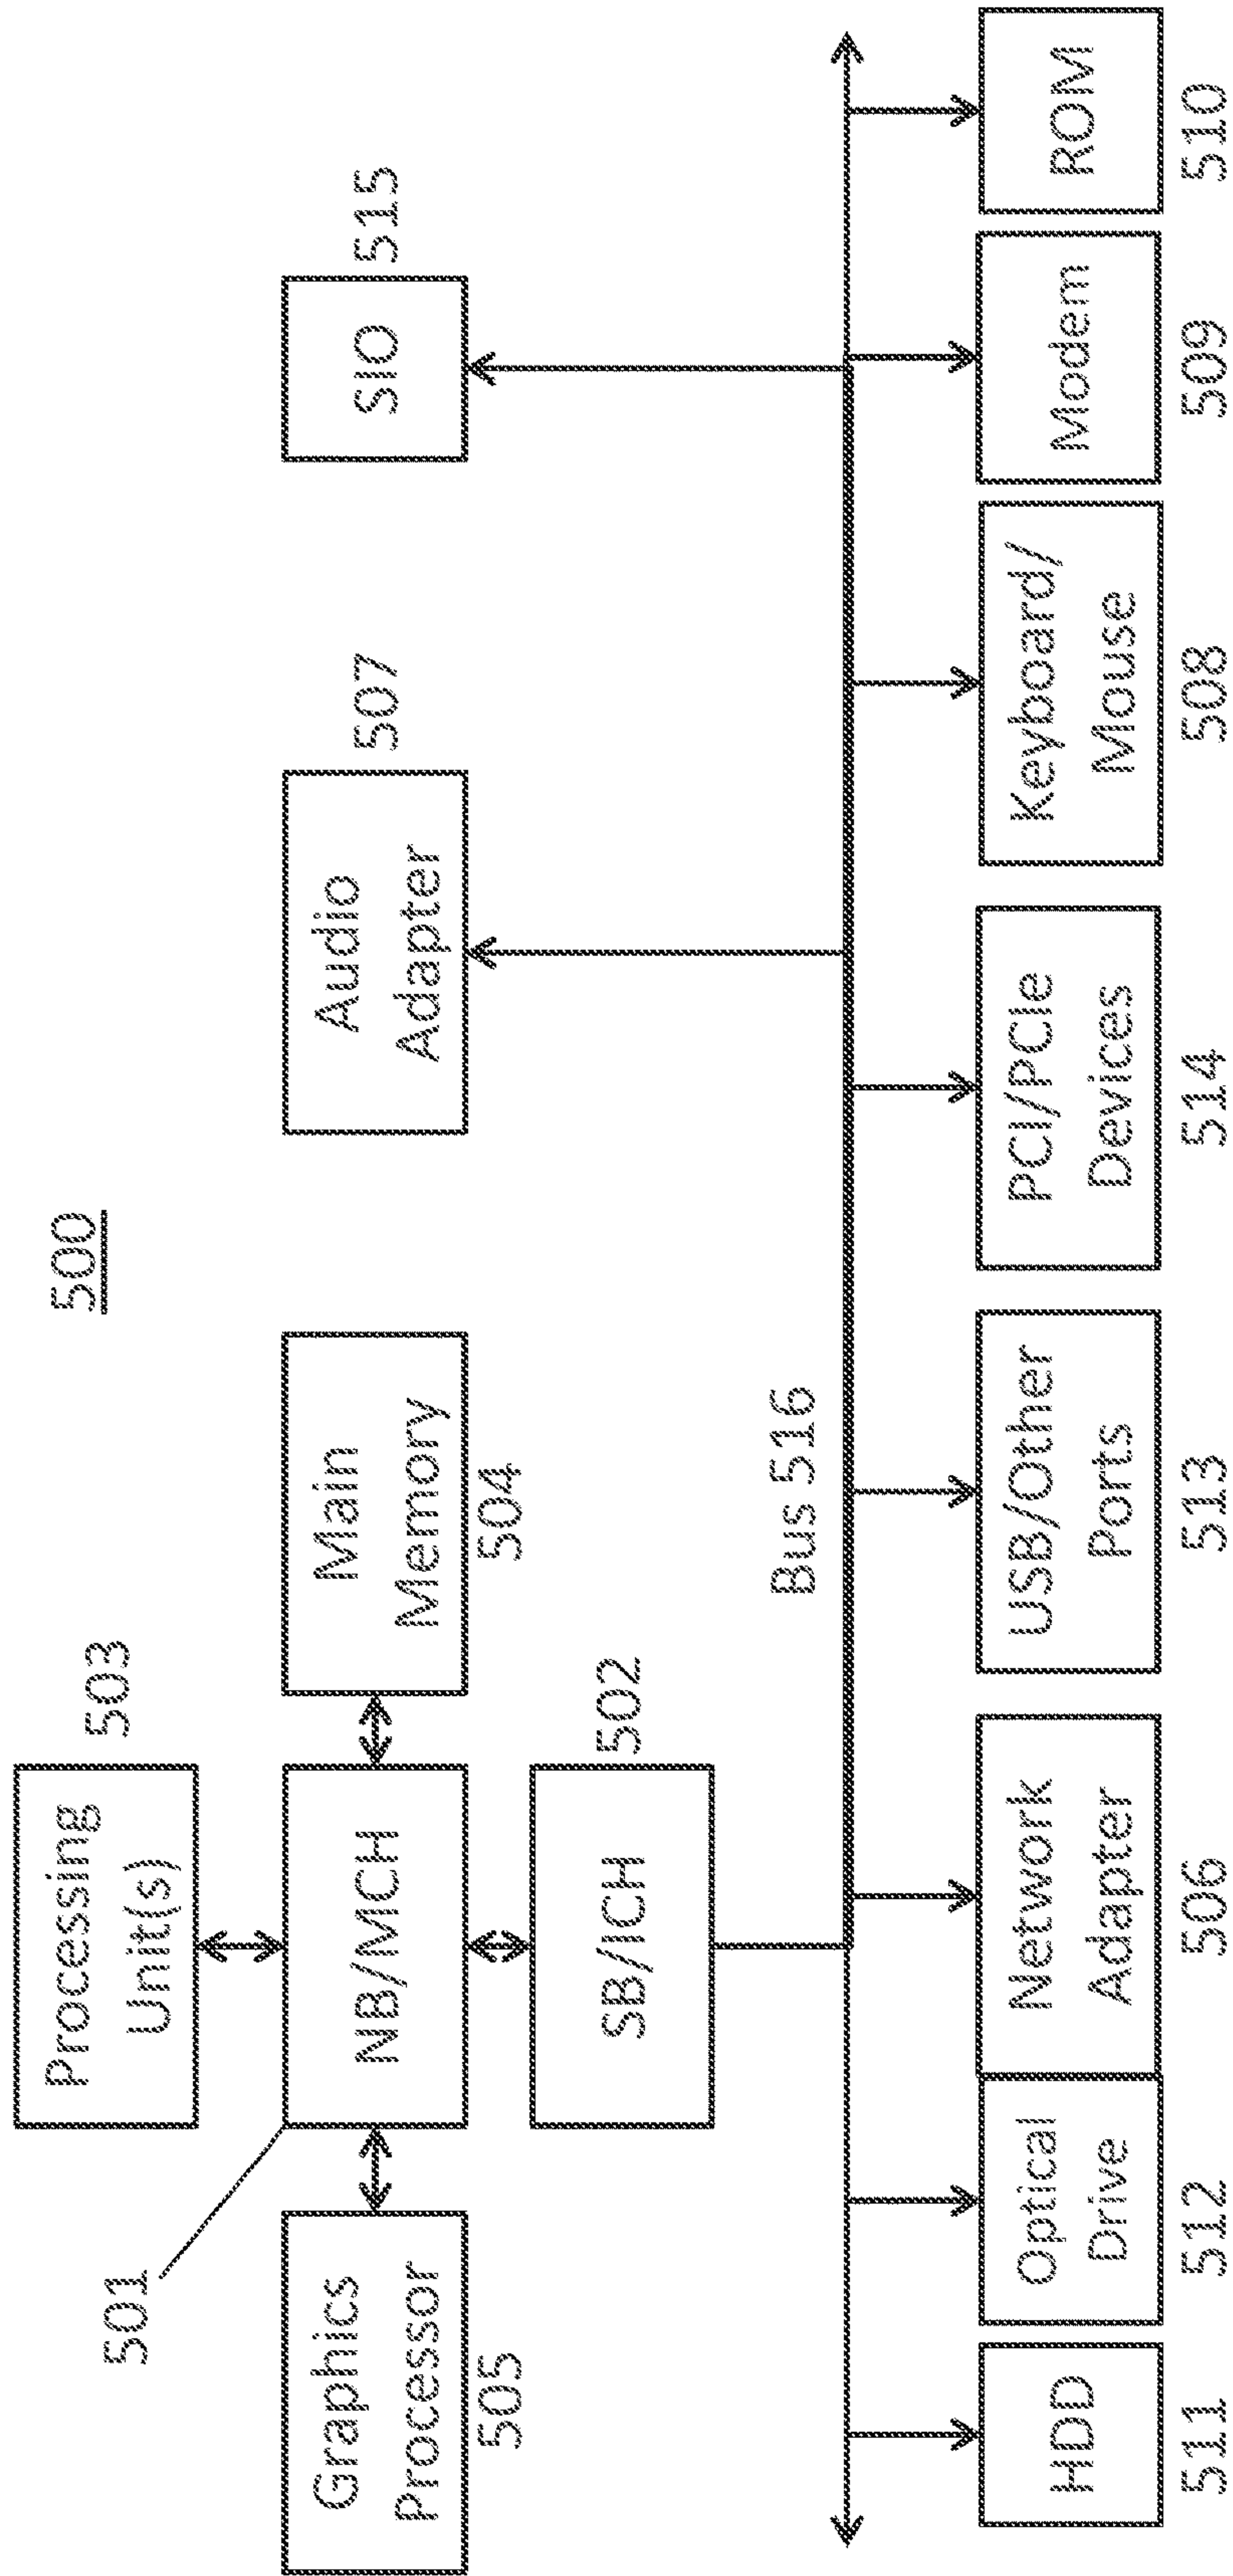 500
503
Processing
Unit(s)
501
Graphics
Processor
505
NB/MCH
Main
Memory
504
Audio
Adapter
507
SIO
515
SB/ICH
502
Bus 516
HDD
511
Optical
Drive
512
Network
Adapter
506
USB/Other
Ports
513
PCI/PCIe
Devices
514
Keyboard/
Mouse
508
Modem
509
ROM
510